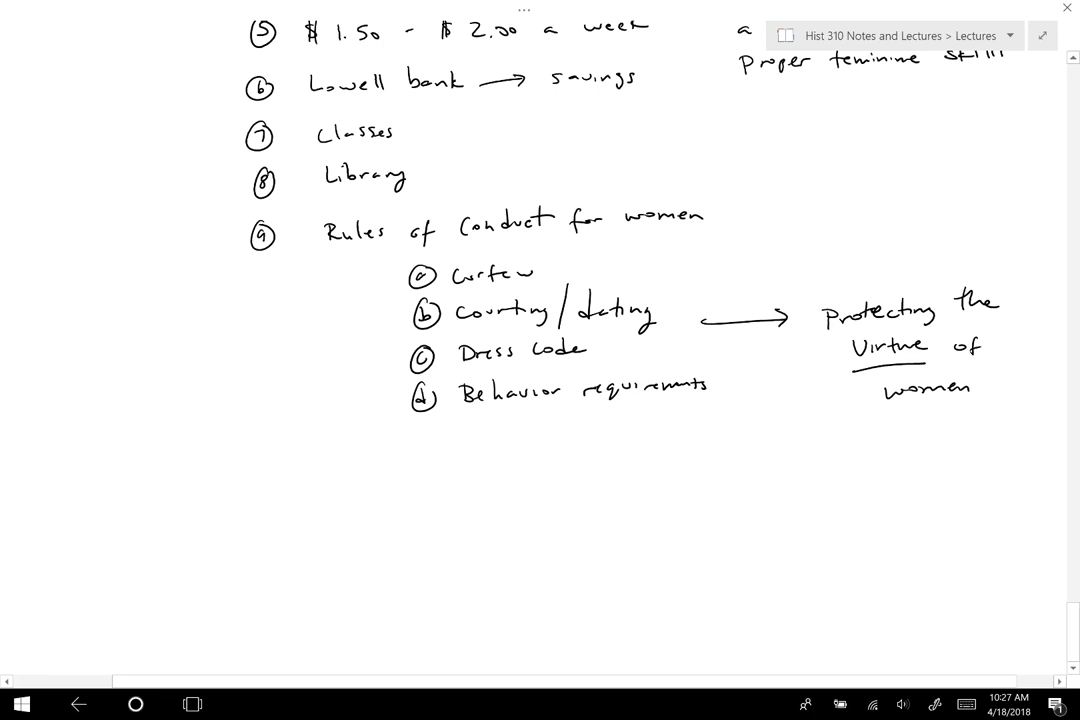 ⑤ $ 1.50 - $ 2.00 a week
a
Hist 310 Notes and Lectures > Lectures
Proper feminine skill
⑥ Lowell bank → savings
⑦ Classes
⑧ Library
⑨ Rules of Conduct for women
ⓐ Curfew
ⓑ Courting / dating → Protecting the
ⓒ Dress Code
Virtue of
ⓓ Behavior requirements
women
10:27 AM
4/18/2018
1